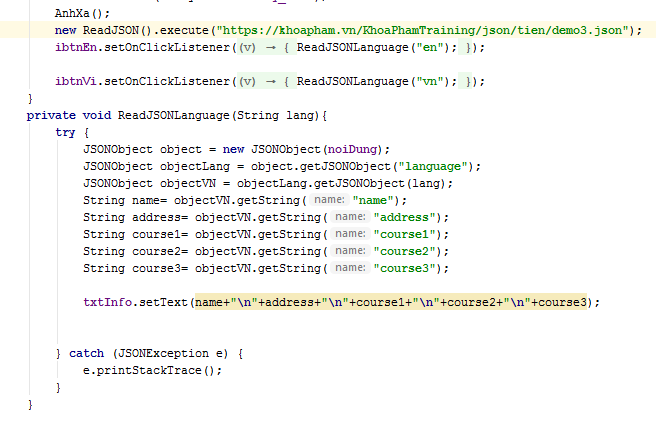 AnhXa();
new ReadJSON().execute("https://khoapham.vn/KhoaPhamTraining/json/tien/demo3.json");
ibtnEn.setOnClickListener((v) → { ReadJSONLanguage("en"); });
ibtnVi.setOnClickListener((v) → { ReadJSONLanguage("vn"); });
}
private void ReadJSONLanguage(String lang){
try {
JSONObject object = new JSONObject(noiDung);
JSONObject objectLang = object.getJSONObject("language");
JSONObject objectVN = objectLang.getJSONObject(lang);
String name= objectVN.getString( name: "name");
String address= objectVN.getString( name: "address");
String course1= objectVN.getString( name: "course1");
String course2= objectVN.getString( name: "course2");
String course3= objectVN.getString( name: "course3");
txtInfo.setText(name+"\n"+address+"\n"+course1+"\n"+course2+"\n"+course3);
} catch (JSONException e) {
e.printStackTrace();
}
}